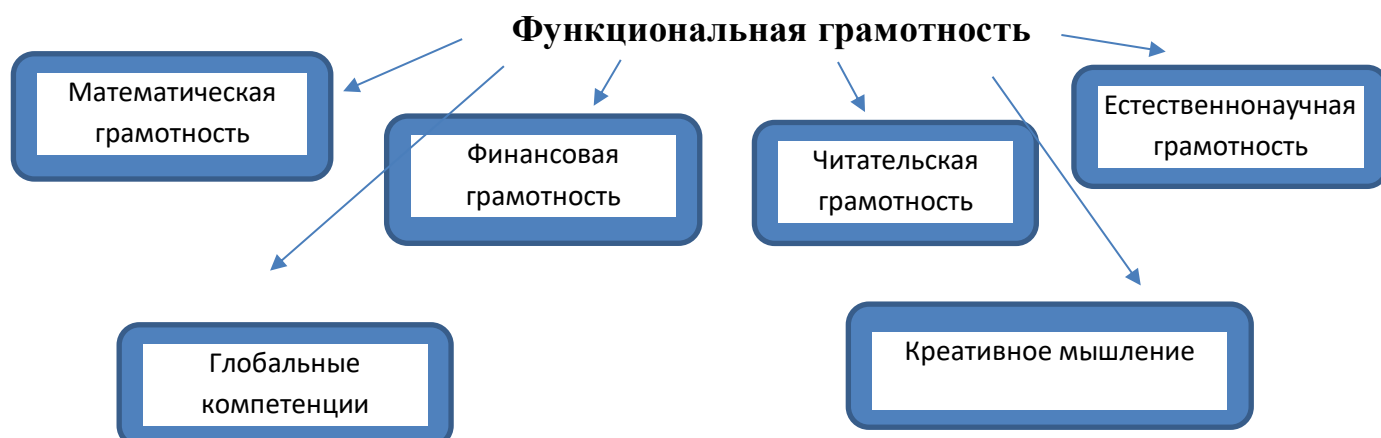 Функциональная грамотность
Математическая
грамотность
Финансовая
грамотность
Читательская
грамотность
Естественнонаучная
грамотность
Глобальные
компетенции
Креативное мышление